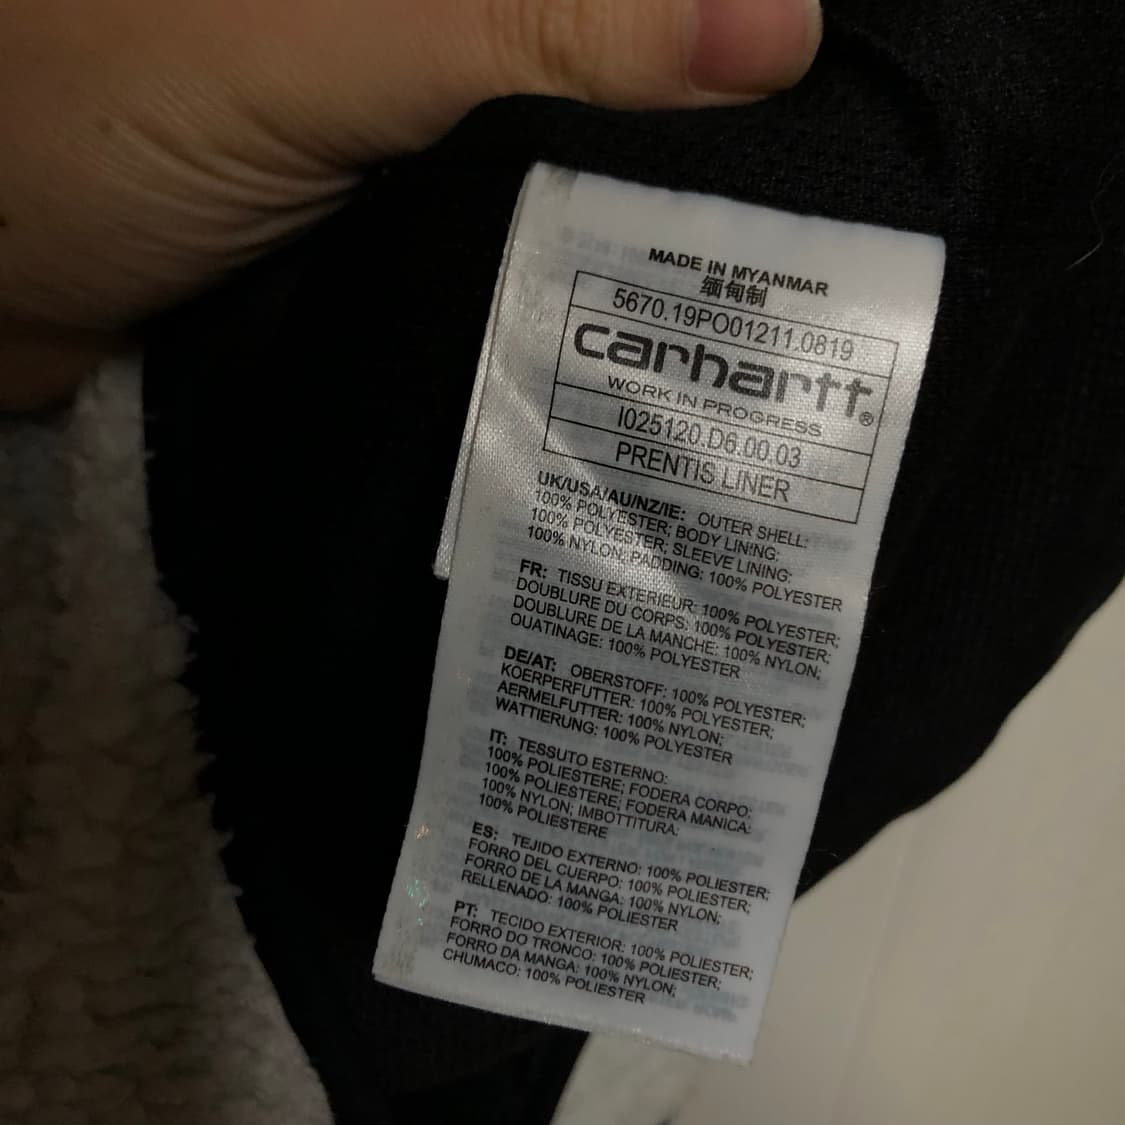 MADE IN MYANMAR
缅甸制
5670.19PO01211.0819
carhartt®
WORK IN PROGRESS
I025120.D6.00.03
PRENTIS LINER
UK/USA/AU/NZ/IE: OUTER SHELL:
100% POLYESTER; BODY LINING:
100% POLYESTER; SLEEVE LINING:
100% NYLON; PADDING: 100% POLYESTER
FR: TISSU EXTERIEUR: 100% POLYESTER;
DOUBLURE DU CORPS: 100% POLYESTER;
DOUBLURE DE LA MANCHE: 100% NYLON;
OUATINAGE: 100% POLYESTER
DE/AT: OBERSTOFF: 100% POLYESTER;
KOERPERFUTTER: 100% POLYESTER;
AERMELFUTTER: 100% NYLON;
WATTIERUNG: 100% POLYESTER
IT: TESSUTO ESTERNO:
100% POLIESTERE; FODERA CORPO:
100% POLIESTERE; FODERA MANICA:
100% NYLON; IMBOTTITURA:
100% POLIESTERE
ES: TEJIDO EXTERNO: 100% POLIESTER;
FORRO DEL CUERPO: 100% POLIESTER;
FORRO DE LA MANGA: 100% NYLON;
RELLENADO: 100% POLIESTER
PT: TECIDO EXTERIOR: 100% POLIESTER;
FORRO DO TRONCO: 100% POLIESTER;
FORRO DA MANGA: 100% NYLON;
CHUMACO: 100% POLIESTER